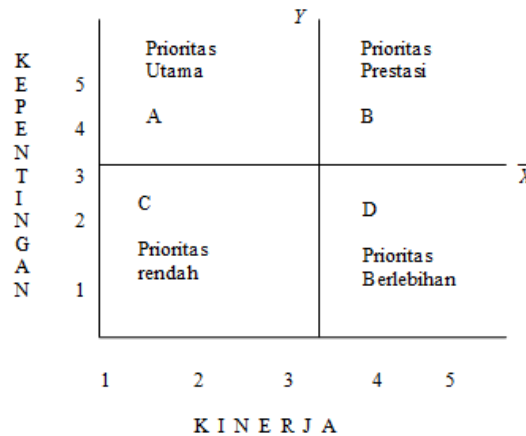 Y
Prioritas
Utama
A
Prioritas
Prestasi
B
K
E
P
E
N
T
I
N
G
A
N
5
4
3
2
1
X
C
Prioritas
rendah
D
Prioritas
Berlebihan
1 2 3 4 5
K I N E R J A